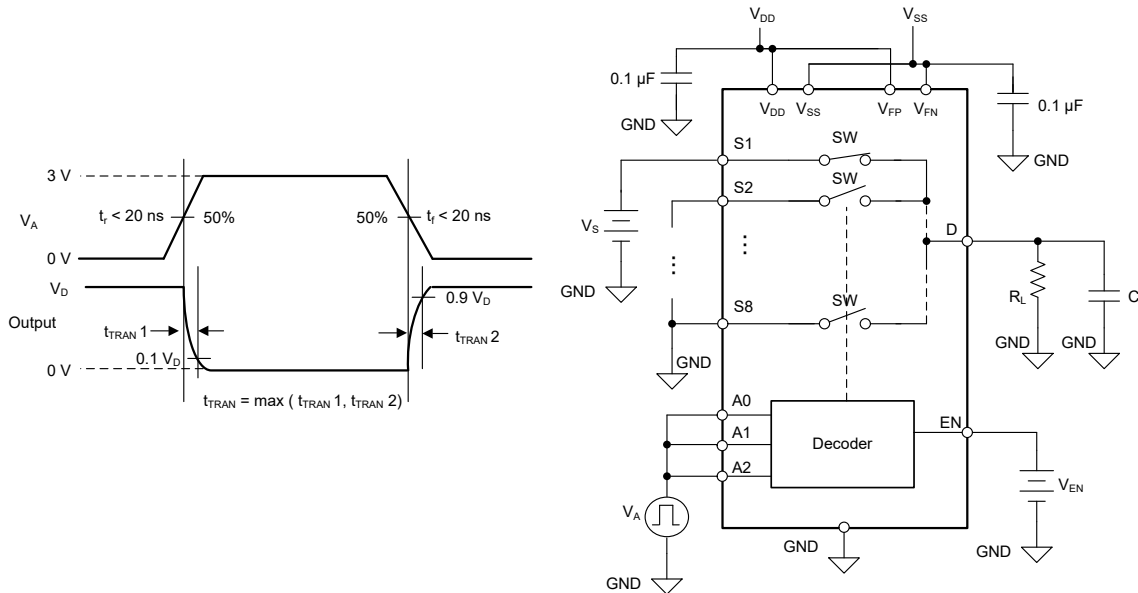 3 V
V_A
t_r < 20 ns
50%
50%
t_f < 20 ns
0 V
V_D
Output
0.9 V_D
t_TRAN 1
t_TRAN 2
0.1 V_D
0 V
t_TRAN = max ( t_TRAN 1, t_TRAN 2)
V_DD
V_SS
0.1 µF
GND
0.1 µF
GND
V_DD
V_SS
V_FP
V_FN
S1
SW
S2
SW
V_S
GND
...
...
D
S8
SW
GND
R_L
C
GND
GND
A0
A1
A2
Decoder
EN
V_A
GND
GND
V_EN
GND